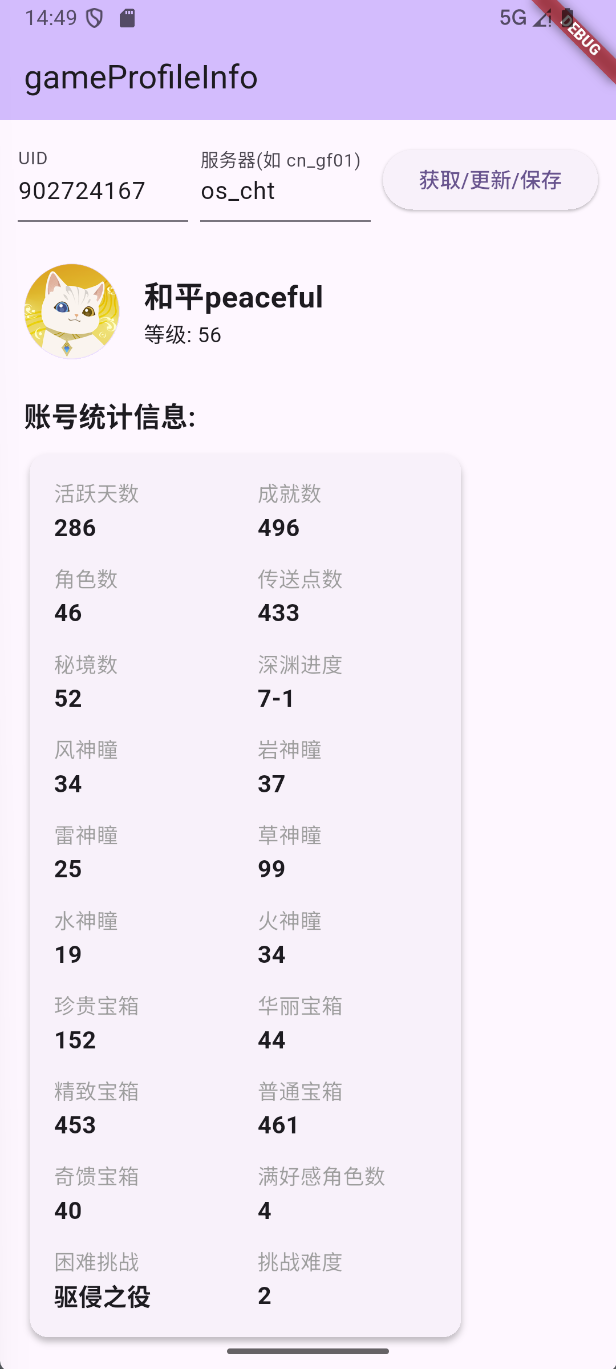 14:49
5G
DEBUG
gameProfileInfo
UID
服务器(如 cn_gf01)
902724167
os_cht
获取/更新/保存
和平peaceful
等级: 56
账号统计信息:
活跃天数 成就数
286 496
角色数 传送点数
46 433
秘境数 深渊进度
52 7-1
风神瞳 岩神瞳
34 37
雷神瞳 草神瞳
25 99
水神瞳 火神瞳
19 34
珍贵宝箱 华丽宝箱
152 44
精致宝箱 普通宝箱
453 461
奇馈宝箱 满好感角色数
40 4
困难挑战 挑战难度
驱侵之役 2